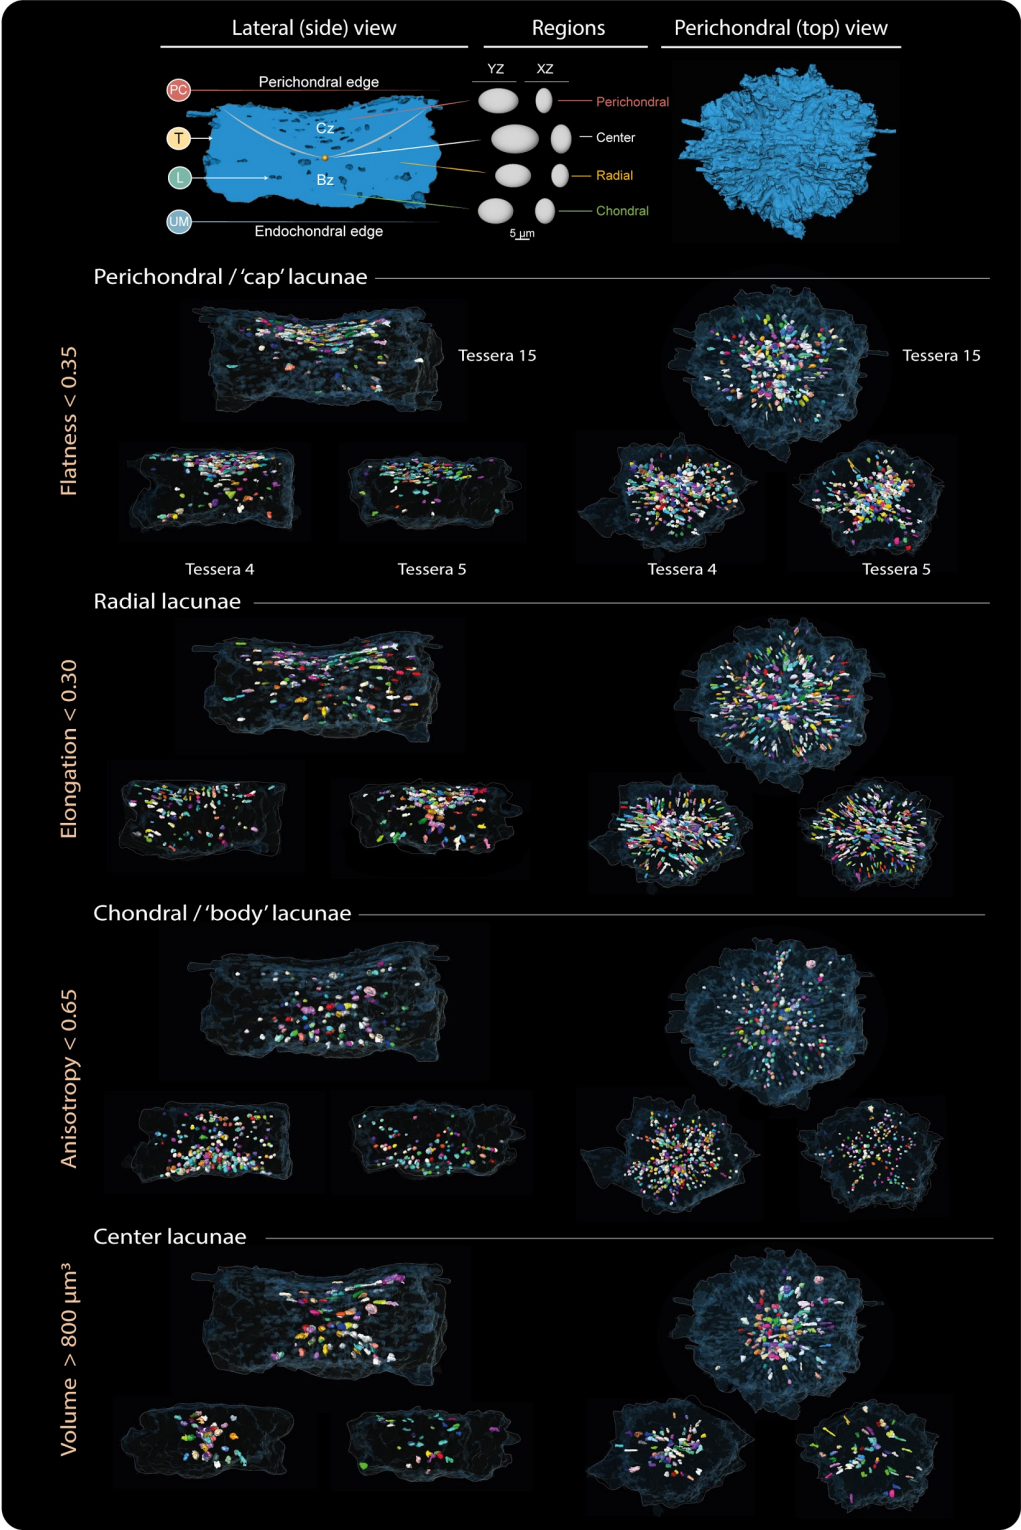 Lateral (side) view
Regions
Perichondral (top) view
YZ
XZ
PC
Perichondral edge
Perichondral
Cz
T
Center
L
Bz
Radial
UM
Endochondral edge
Chondral
5 µm
Perichondral / ‘cap’ lacunae
Flatness < 0.35
Tessera 15
Tessera 15
Tessera 4
Tessera 5
Tessera 4
Tessera 5
Radial lacunae
Elongation < 0.30
Chondral / ‘body’ lacunae
Anisotropy < 0.65
Center lacunae
Volume > 800 µm³